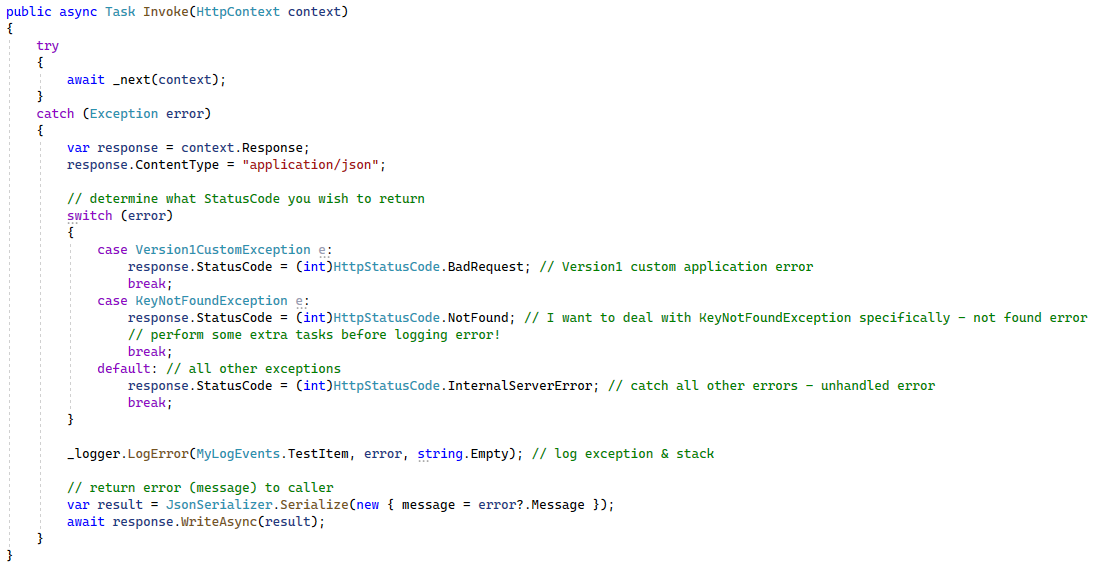 public async Task Invoke(HttpContext context)
{
    try
    {
        await _next(context);
    }
    catch (Exception error)
    {
        var response = context.Response;
        response.ContentType = "application/json";

        // determine what StatusCode you wish to return
        switch (error)
        {
            case Version1CustomException e:
                response.StatusCode = (int)HttpStatusCode.BadRequest; // Version1 custom application error
                break;
            case KeyNotFoundException e:
                response.StatusCode = (int)HttpStatusCode.NotFound; // I want to deal with KeyNotFoundException specifically - not found error
                // perform some extra tasks before logging error!
                break;
            default: // all other exceptions
                response.StatusCode = (int)HttpStatusCode.InternalServerError; // catch all other errors - unhandled error
                break;
        }

        _logger.LogError(MyLogEvents.TestItem, error, string.Empty); // log exception & stack

        // return error (message) to caller
        var result = JsonSerializer.Serialize(new { message = error?.Message });
        await response.WriteAsync(result);
    }
}